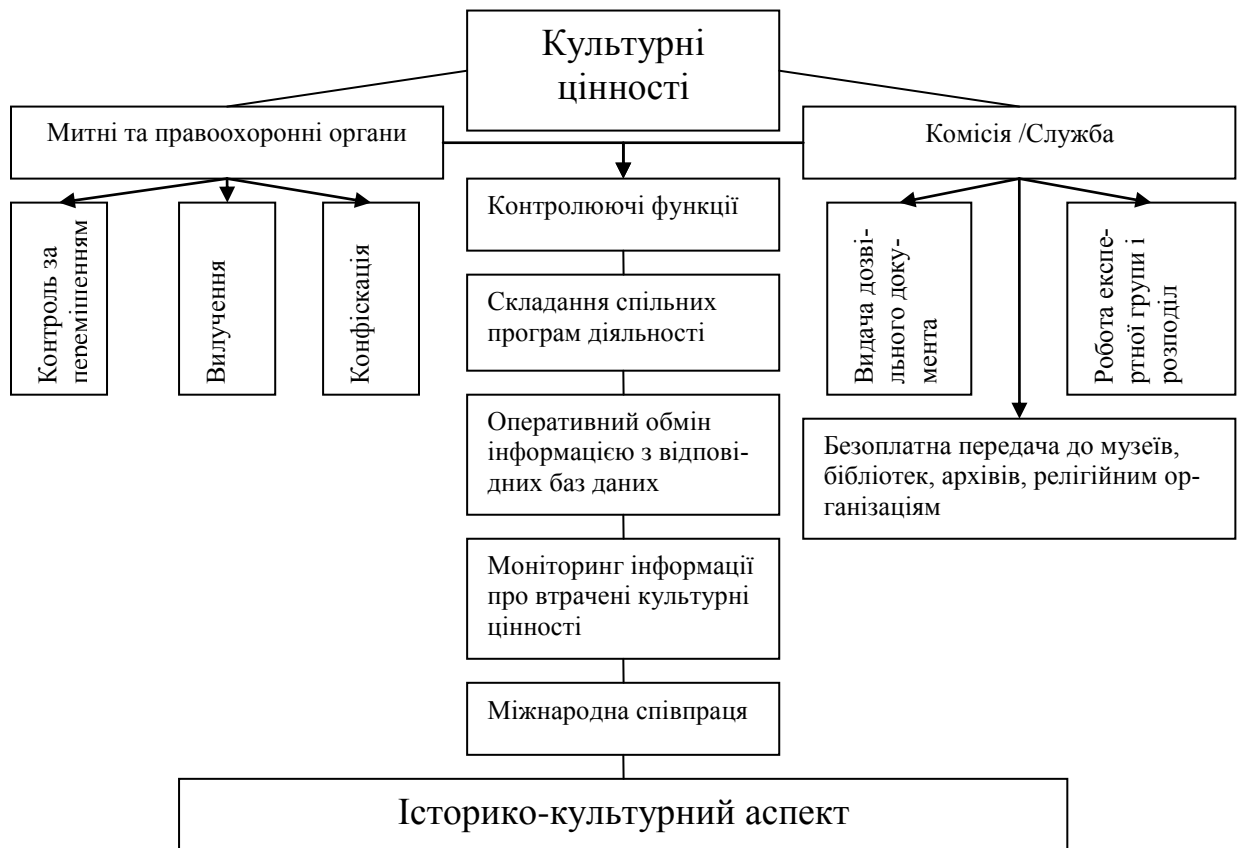 Культурні
цінності
Митні та правоохоронні органи
Комісія /Служба
Контролюючі функції
Контроль за
переміщенням
Вилучення
Конфіскація
Видача дозві-
льного доку-
мента
Робота експе-
ртної групи і
розподіл
Складання спільних
програм діяльності
Оперативний обмін
інформацією з відпові-
дних баз даних
Безоплатна передача до музеїв,
бібліотек, архівів, релігійним ор-
ганізаціям
Моніторинг інформації
про втрачені культурні
цінності
Міжнародна співпраця
Історико-культурний аспект